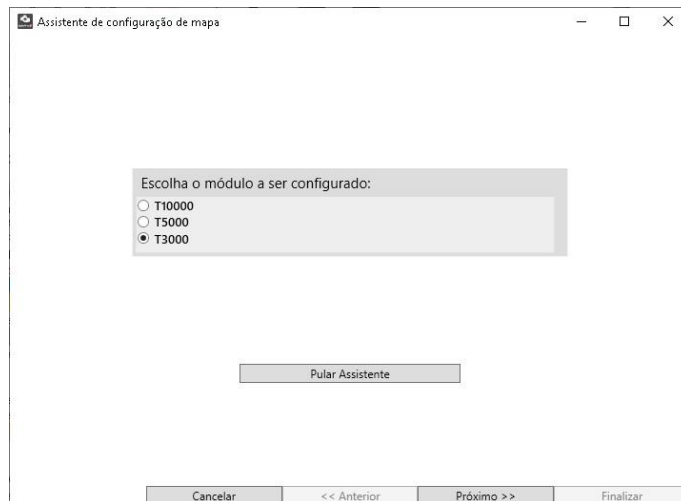 Assistente de configuração de mapa
Escolha o módulo a ser configurado:
T10000
T5000
T3000
Pular Assistente
Cancelar
<< Anterior
Próximo >>
Finalizar